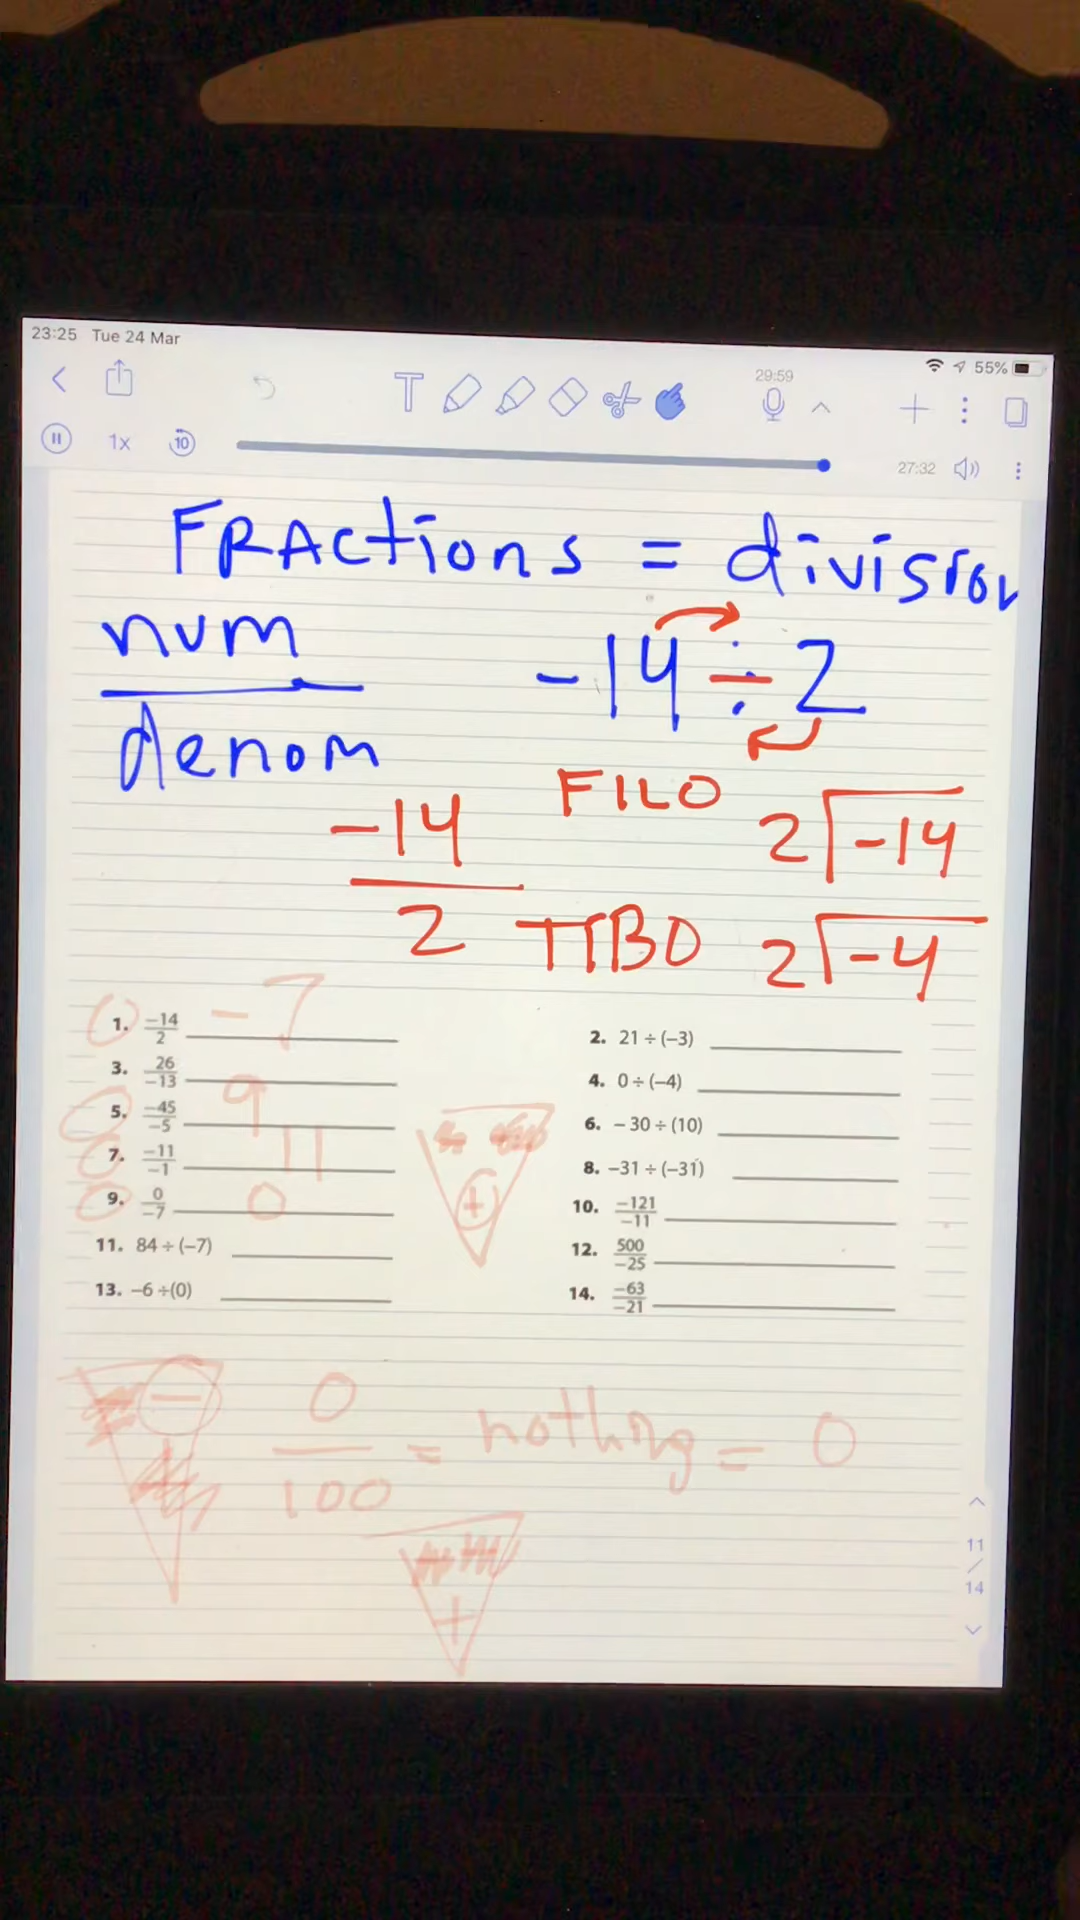 23:25 Tue 24 Mar
55%
29:59
1x 10 27:32
FRActions = division
num
denom
-14 ÷ 2
FILO 2 -14
-14
2
TIBO 2 -4
1. -14/2 -7
2. 21 ÷ (–3)
3. 26/-13
4. 0 ÷ (–4)
5. -45/-5 9
6. – 30 ÷ (10)
7. -11/-1 11
8. –31 ÷ (–31)
9. 0/-7 0
10. -121/-11
11. 84 ÷ (–7)
12. 500/-25
13. –6 ÷(0)
14. -63/-21
+
−
0/100 = nothing = 0
+
11
/
14